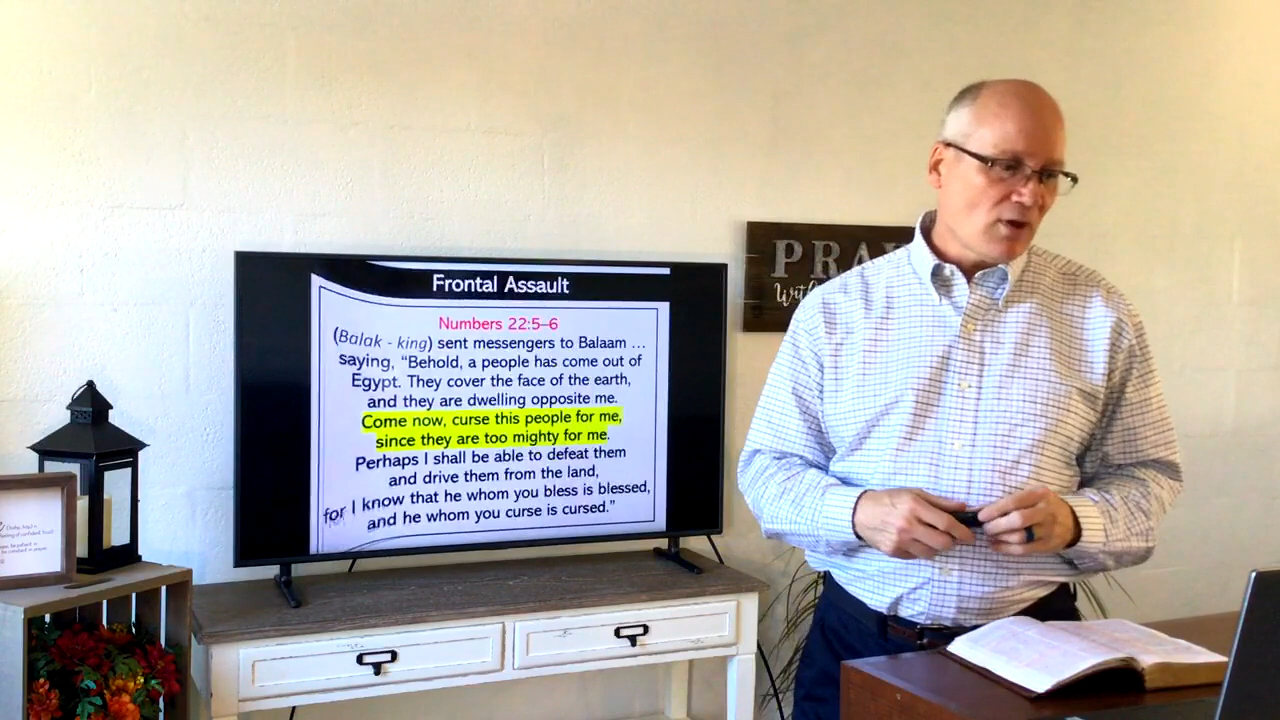 Frontal Assault
Numbers 22:5–6
(Balak - king) sent messengers to Balaam ...
saying, “Behold, a people has come out of
Egypt. They cover the face of the earth,
and they are dwelling opposite me.
Come now, curse this people for me,
since they are too mighty for me.
Perhaps I shall be able to defeat them
and drive them from the land,
for I know that he whom you bless is blessed,
and he whom you curse is cursed.”
PRA
With